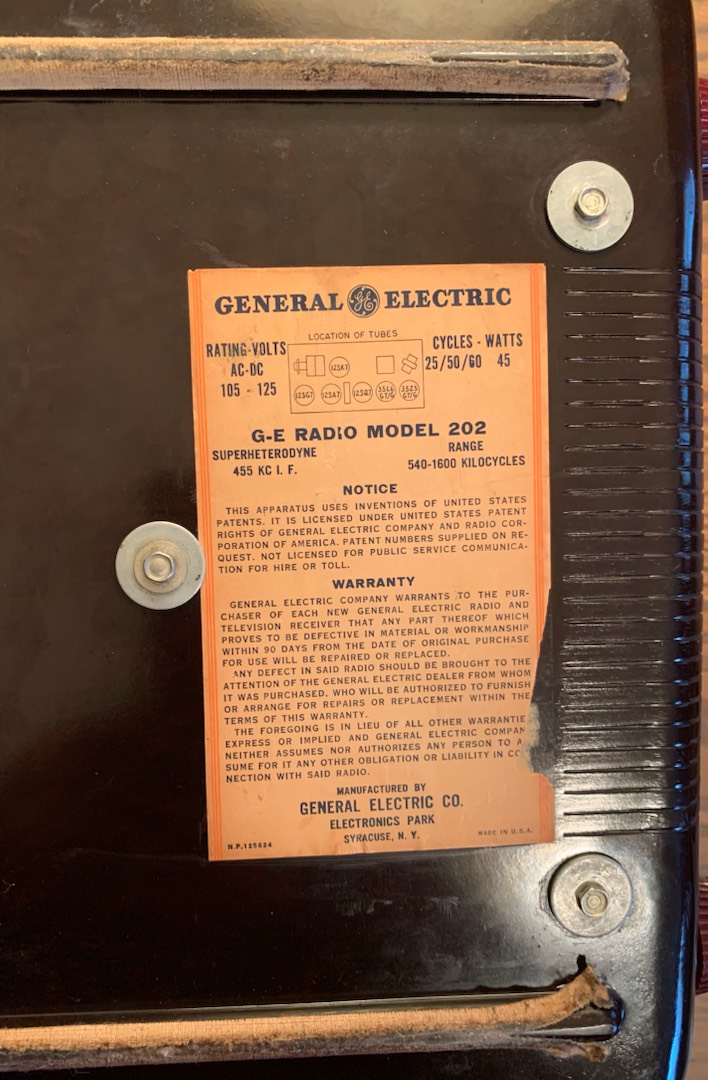 GENERAL GE ELECTRIC
LOCATION OF TUBES
RATING-VOLTS
AC-DC
105 - 125
CYCLES - WATTS
25/50/60 45
12SK7
12SG7 12SA7 12SQ7 35L6 GT/G 35Z5 GT/G
G-E RADIO MODEL 202
SUPERHETERODYNE
455 KC I. F.
RANGE
540-1600 KILOCYCLES
NOTICE
THIS APPARATUS USES INVENTIONS OF UNITED STATES
PATENTS. IT IS LICENSED UNDER UNITED STATES PATENT
RIGHTS OF GENERAL ELECTRIC COMPANY AND RADIO COR-
PORATION OF AMERICA. PATENT NUMBERS SUPPLIED ON RE-
QUEST. NOT LICENSED FOR PUBLIC SERVICE COMMUNICA-
TION FOR HIRE OR TOLL.
WARRANTY
GENERAL ELECTRIC COMPANY WARRANTS TO THE PUR-
CHASER OF EACH NEW GENERAL ELECTRIC RADIO AND
TELEVISION RECEIVER THAT ANY PART THEREOF WHICH
PROVES TO BE DEFECTIVE IN MATERIAL OR WORKMANSHIP
WITHIN 90 DAYS FROM THE DATE OF ORIGINAL PURCHASE
FOR USE WILL BE REPAIRED OR REPLACED.
ANY DEFECT IN SAID RADIO SHOULD BE BROUGHT TO THE
ATTENTION OF THE GENERAL ELECTRIC DEALER FROM WHOM
IT WAS PURCHASED, WHO WILL BE AUTHORIZED TO FURNISH
OR ARRANGE FOR REPAIRS OR REPLACEMENT WITHIN THE
TERMS OF THIS WARRANTY.
THE FOREGOING IS IN LIEU OF ALL OTHER WARRANTIE
EXPRESS OR IMPLIED AND GENERAL ELECTRIC COMPAN
NEITHER ASSUMES NOR AUTHORIZES ANY PERSON TO A
SUME FOR IT ANY OTHER OBLIGATION OR LIABILITY IN CO
NECTION WITH SAID RADIO.
MANUFACTURED BY
GENERAL ELECTRIC CO.
ELECTRONICS PARK
SYRACUSE, N. Y.
N.P.125624
MADE IN U.S.A.